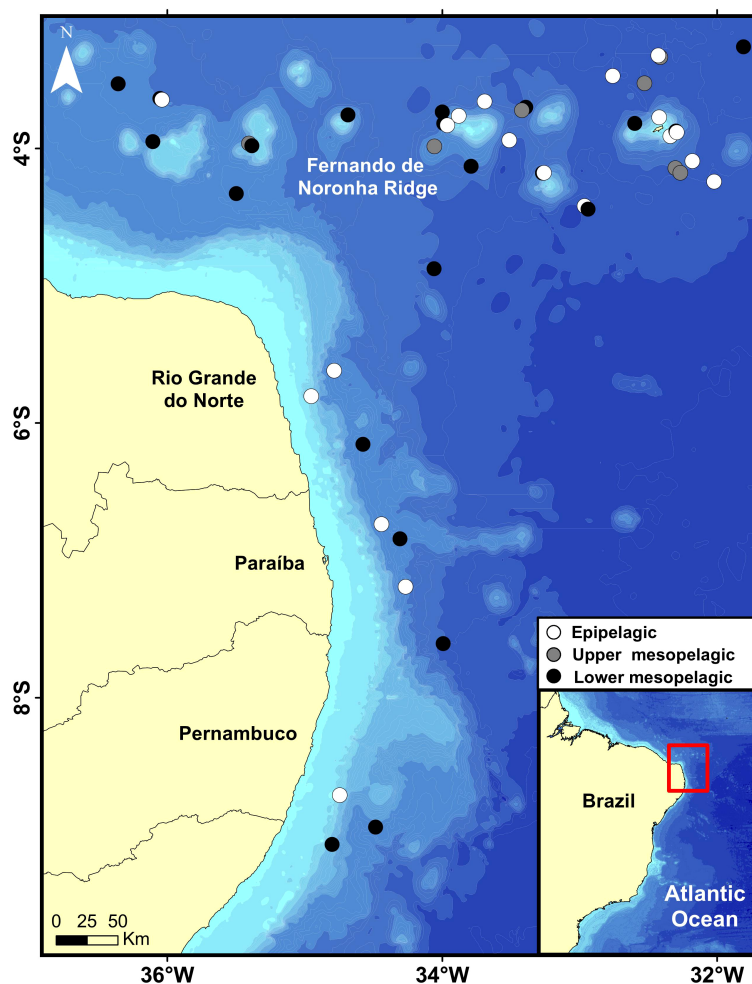 N
4°S
Fernando de
Noronha Ridge
Rio Grande
do Norte
6°S
Paraíba
Epipelagic
Upper mesopelagic
Lower mesopelagic
8°S
Pernambuco
Brazil
Atlantic
Ocean
0 25 50
Km
36°W 34°W 32°W